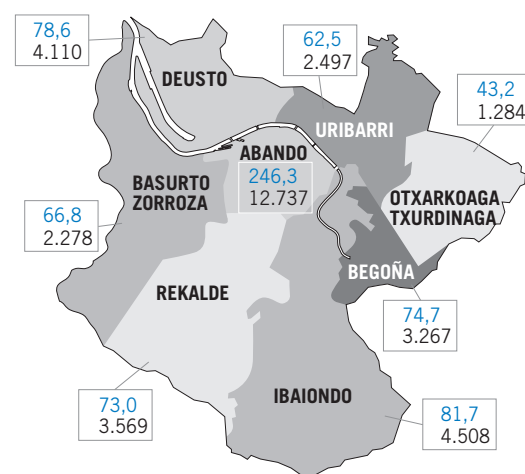 78,6
4.110
DEUSTO
62,5
2.497
URIBARRI
43,2
1.284
ABANDO
246,3
12.737
BASURTO
ZORROZA
OTXARKOAGA
TXURDINAGA
66,8
2.278
BEGOÑA
REKALDE
74,7
3.267
IBAIONDO
73,0
3.569
81,7
4.508